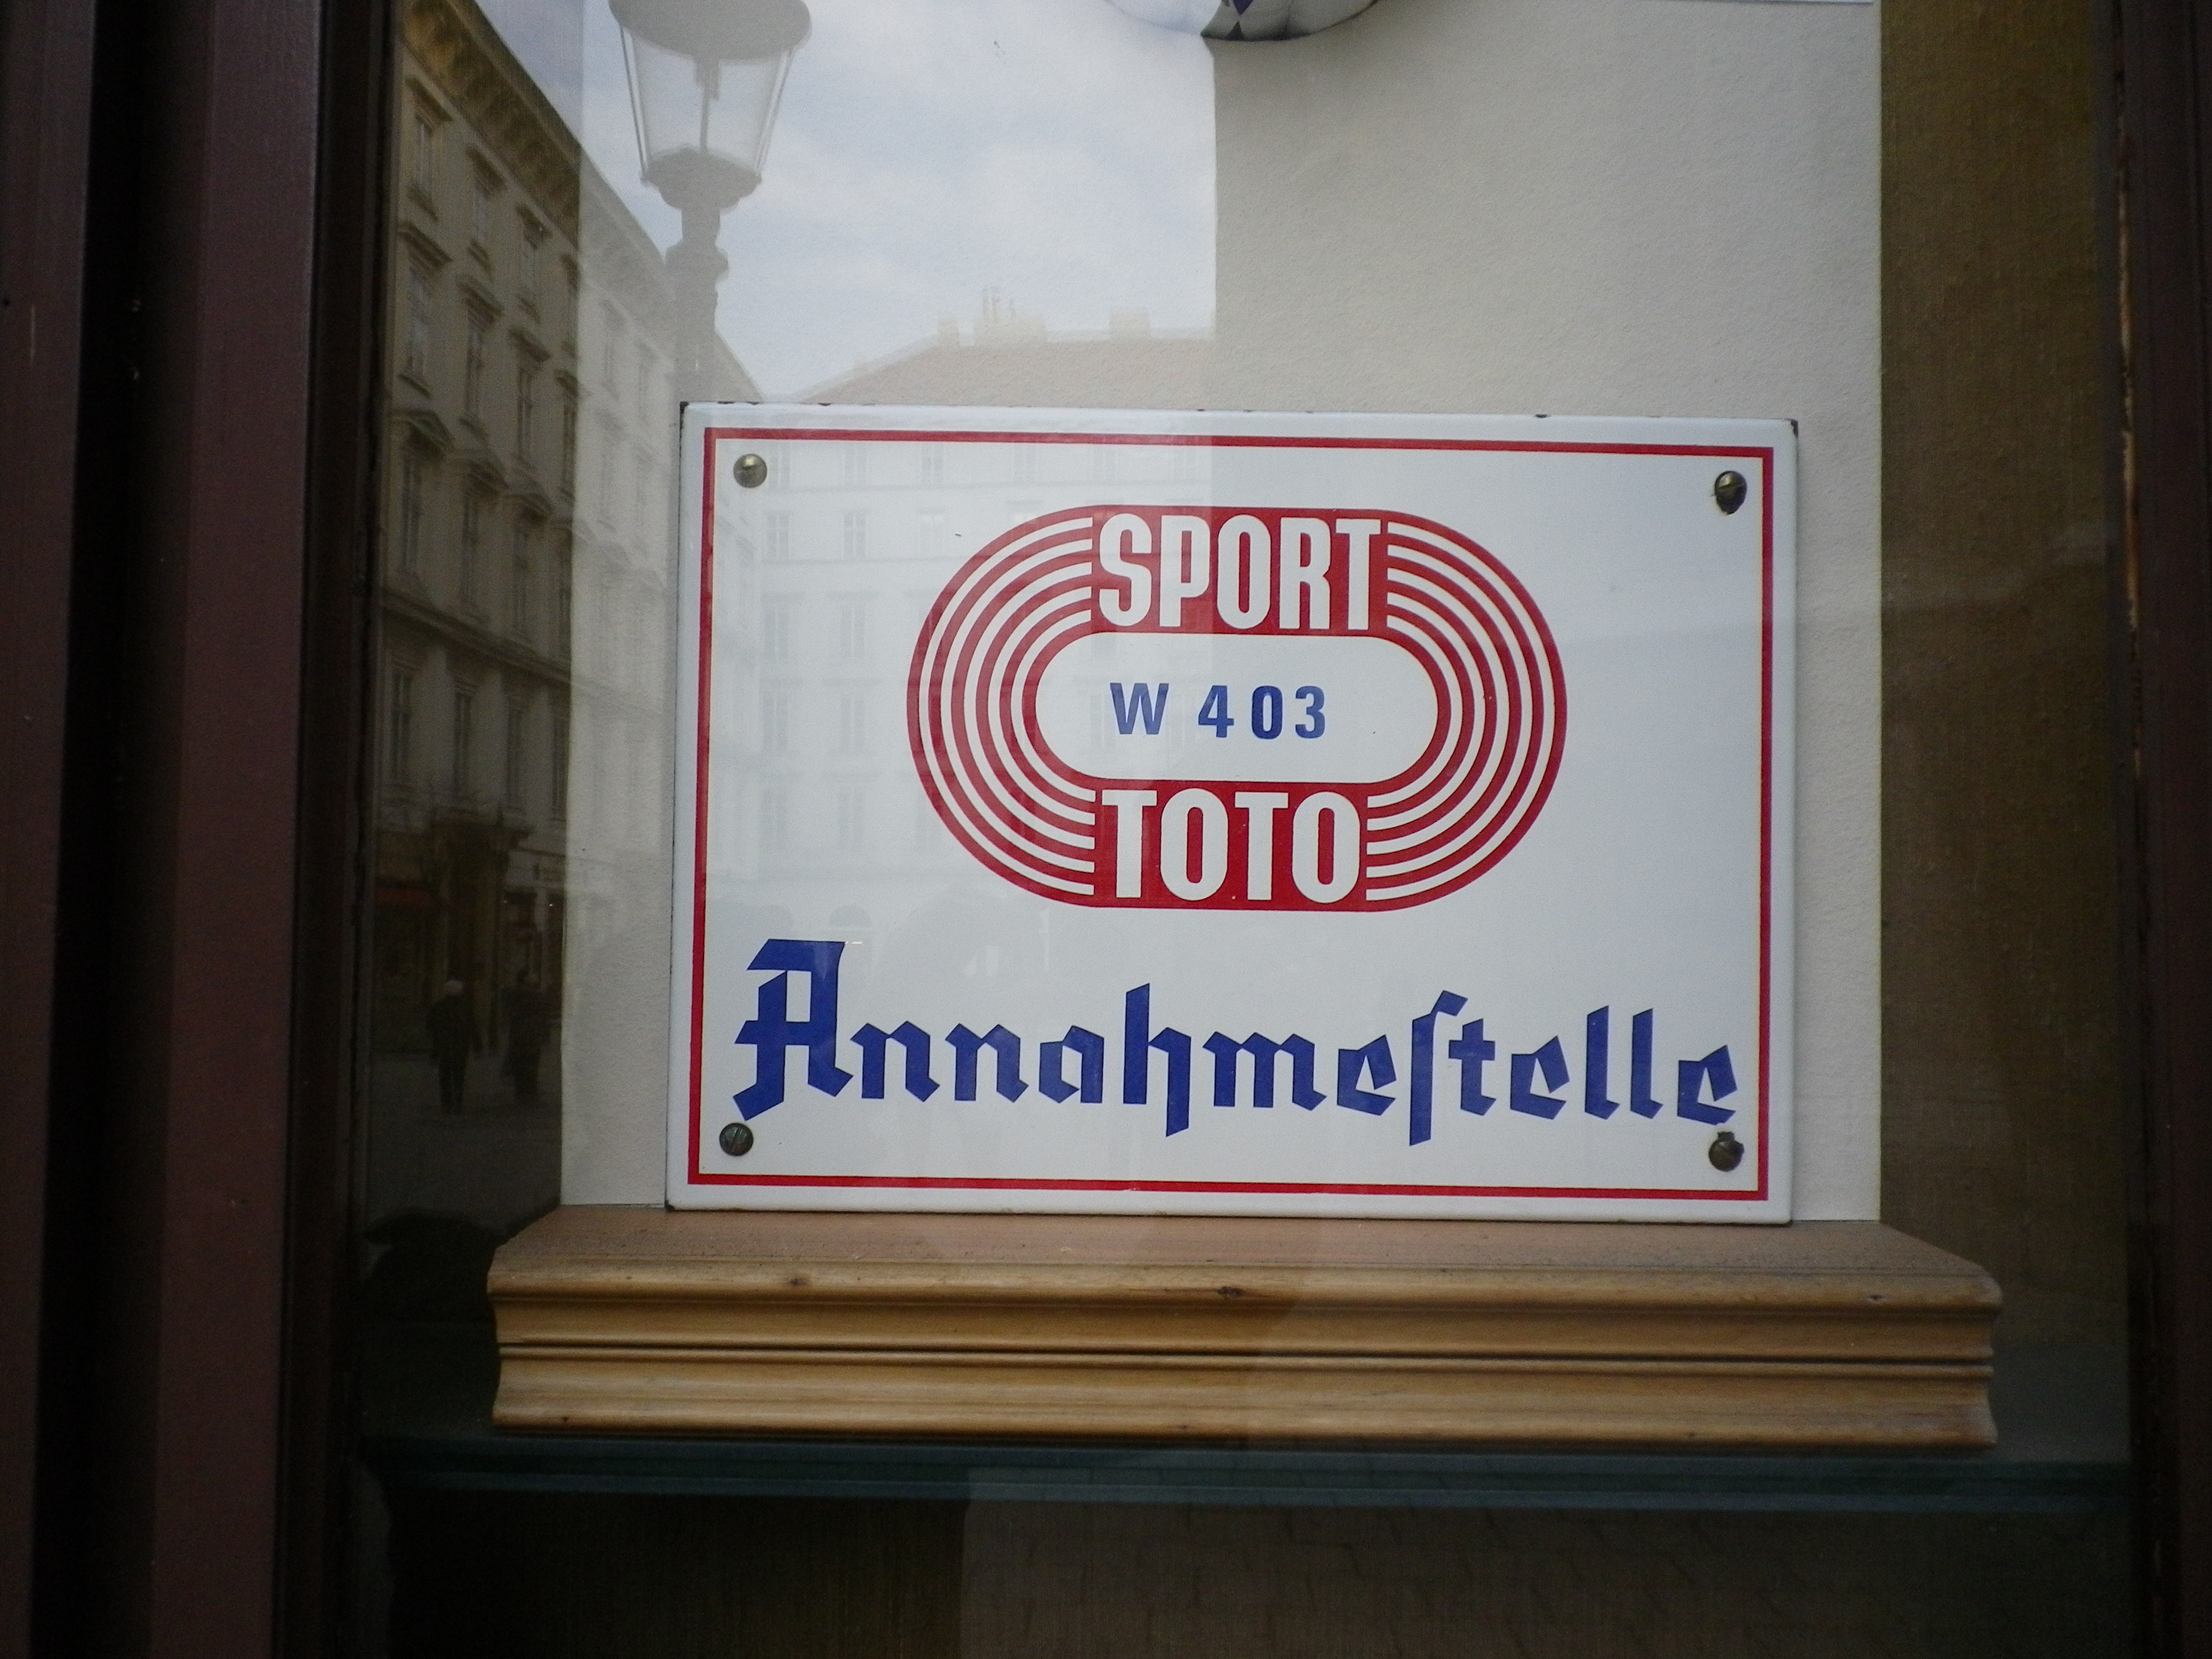 SPORT
W 403
TOTO
Annahmeſtelle